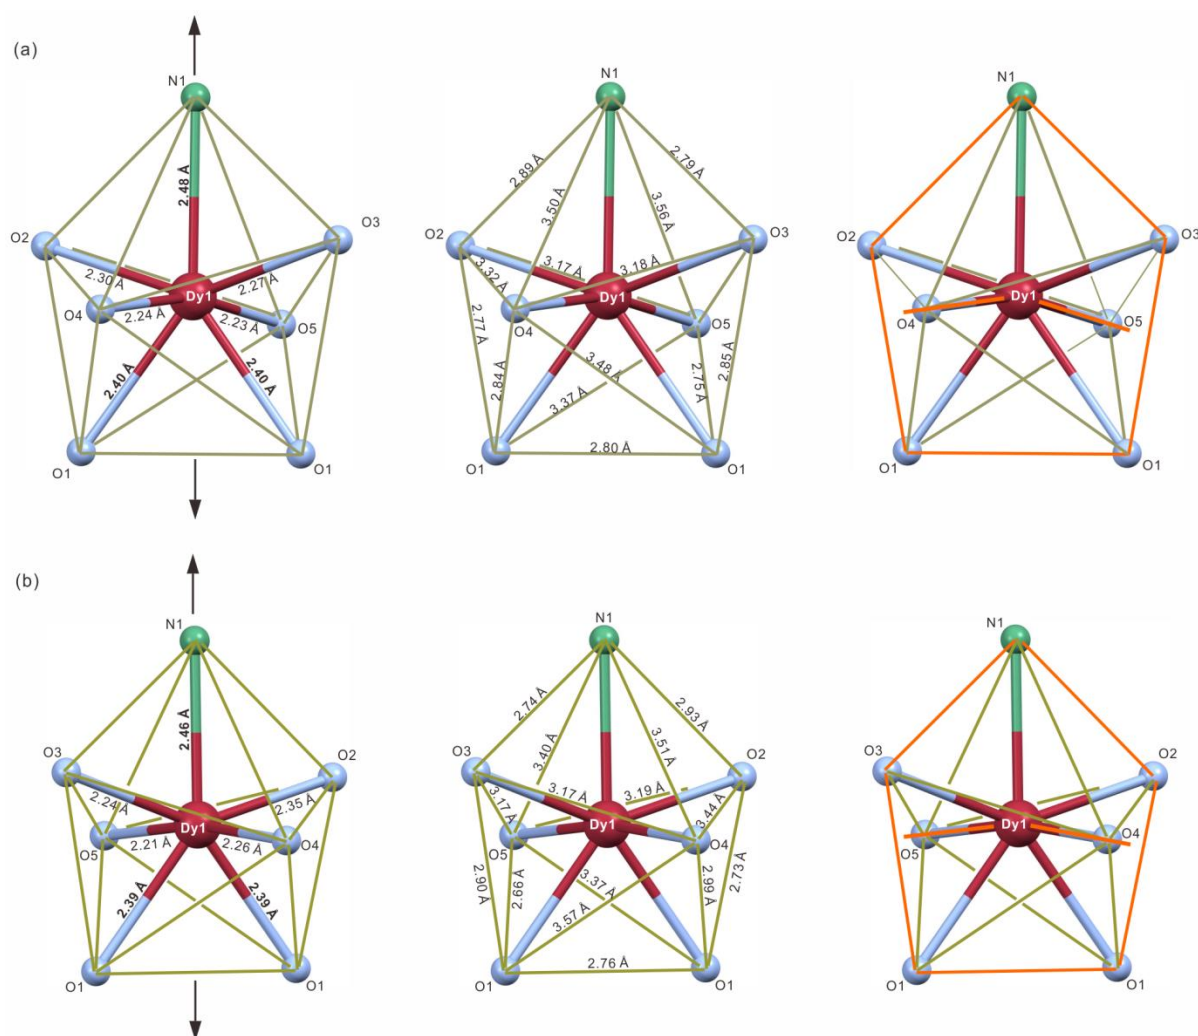 (a)
N1
2.48 Å
O2
O3
2.30 Å
2.27 Å
Dy1
O4
2.24 Å
2.23 Å
O5
2.40 Å
2.40 Å
O1
O1
N1
2.89 Å
2.79 Å
3.50 Å
3.56 Å
O2
O3
3.32 Å
3.17 Å
3.18 Å
Dy1
O4
O5
2.77 Å
2.84 Å
3.48 Å
3.37 Å
2.75 Å
2.85 Å
2.80 Å
O1
O1
N1
O2
O3
Dy1
O4
O5
O1
O1
(b)
N1
2.46 Å
O3
O2
2.24 Å
2.35 Å
Dy1
O5
2.21 Å
2.26 Å
O4
2.39 Å
2.39 Å
O1
O1
N1
2.74 Å
2.93 Å
3.40 Å
3.51 Å
O3
O2
3.17 Å
3.17 Å
3.19 Å
3.44 Å
Dy1
O5
O4
2.90 Å
2.66 Å
3.37 Å
3.57 Å
2.99 Å
2.73 Å
2.76 Å
O1
O1
N1
O3
O2
Dy1
O5
O4
O1
O1